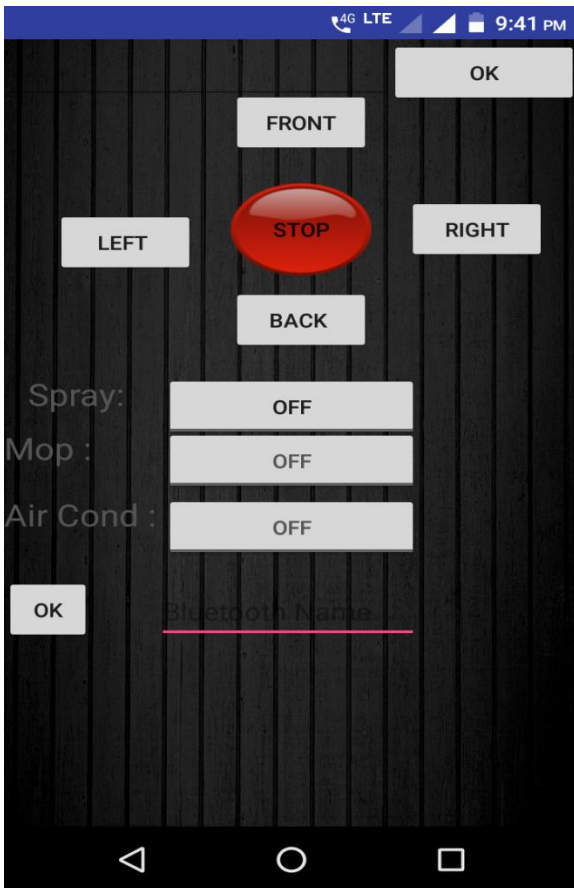 4G LTE 9:41 PM
OK
FRONT
LEFT STOP RIGHT
BACK
Spray: OFF
Mop : OFF
Air Cond : OFF
OK Bluetooth Name